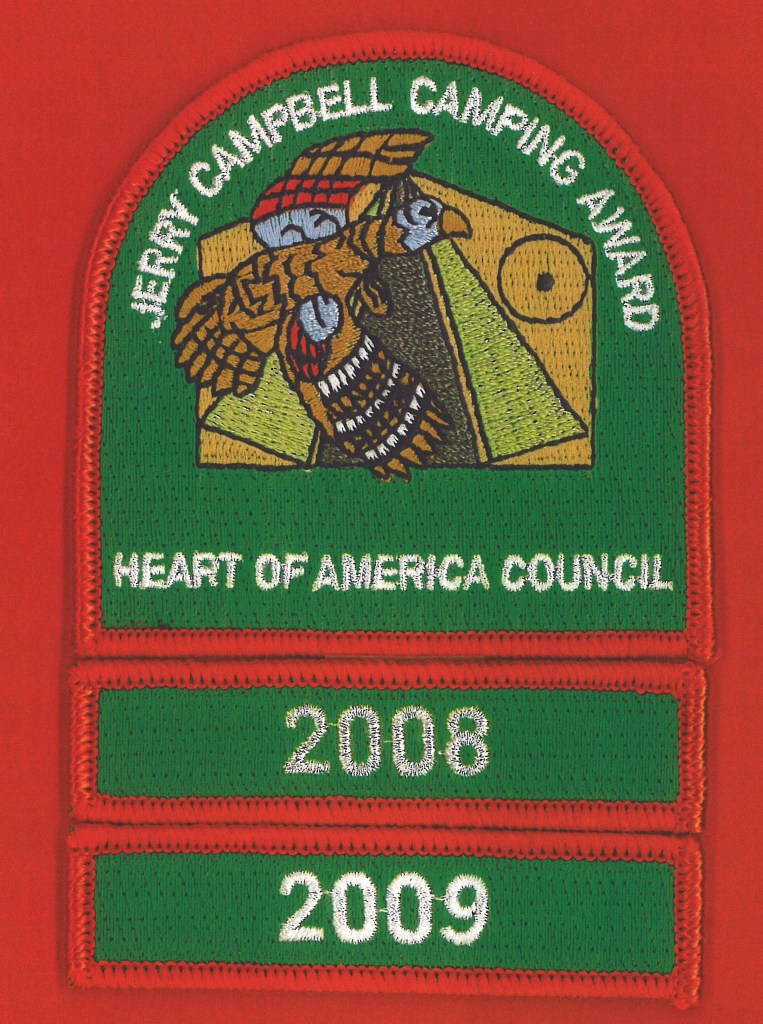 JERRY CAMPBELL CAMPING AWARD
HEART OF AMERICA COUNCIL
2008
2009